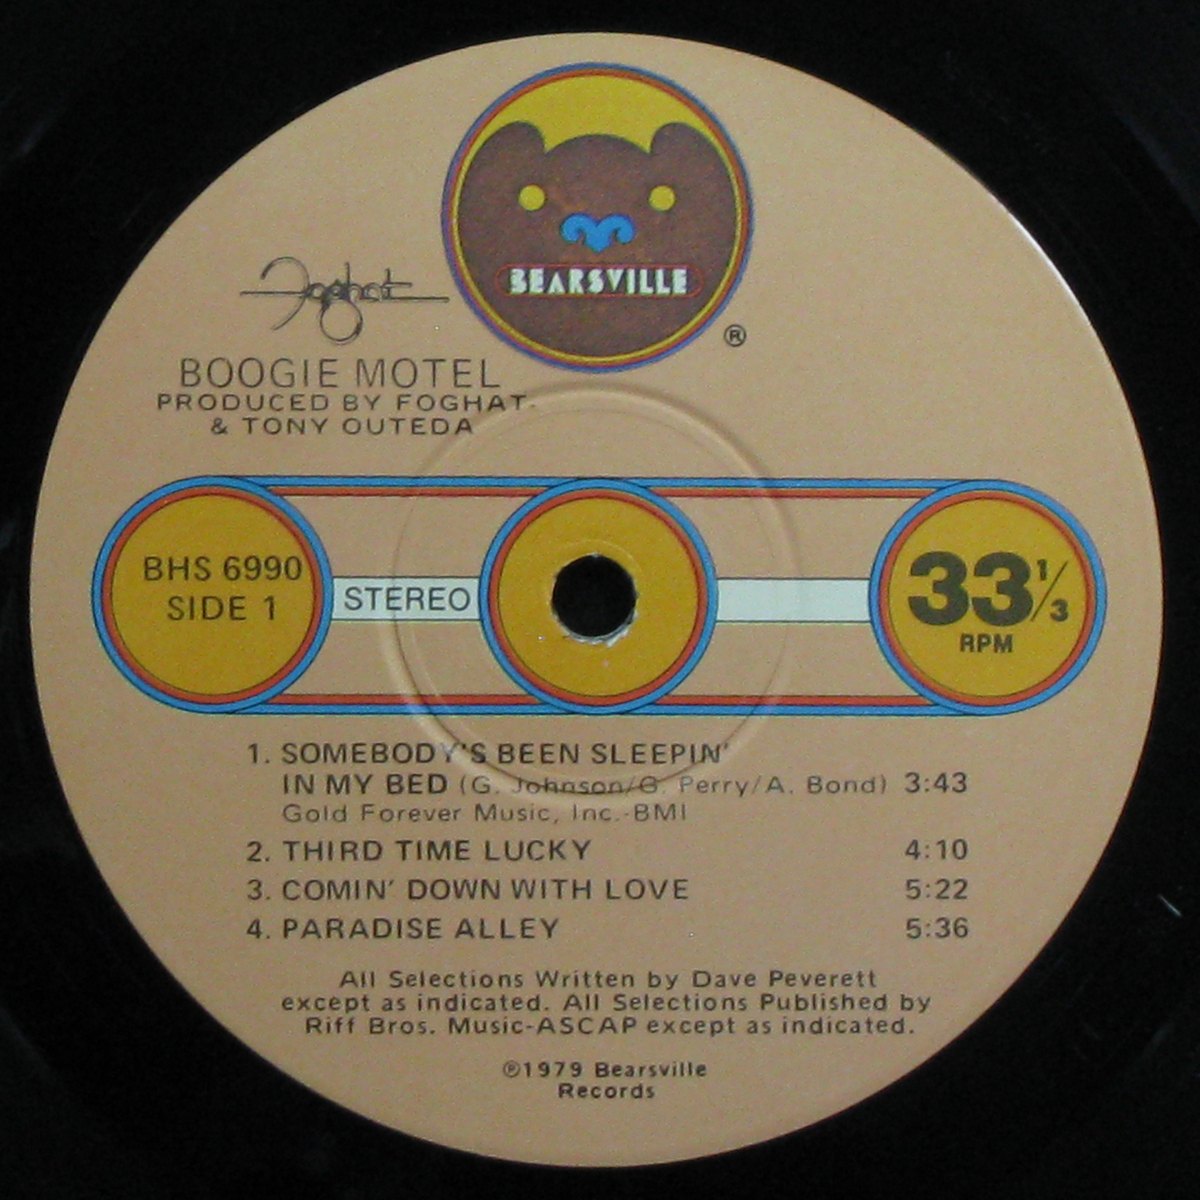 BEARSVILLE
®
Foghat
BOOGIE MOTEL
PRODUCED BY FOGHAT
& TONY OUTEDA
BHS 6990
SIDE 1
STEREO
33 1/3
RPM
1. SOMEBODY'S BEEN SLEEPIN'
IN MY BED (G. Johnson/G. Perry/A. Bond) 3:43
Gold Forever Music, Inc.-BMI
2. THIRD TIME LUCKY 4:10
3. COMIN' DOWN WITH LOVE 5:22
4. PARADISE ALLEY 5:36
All Selections Written by Dave Peverett
except as indicated. All Selections Published by
Riff Bros. Music-ASCAP except as indicated.
℗1979 Bearsville
Records